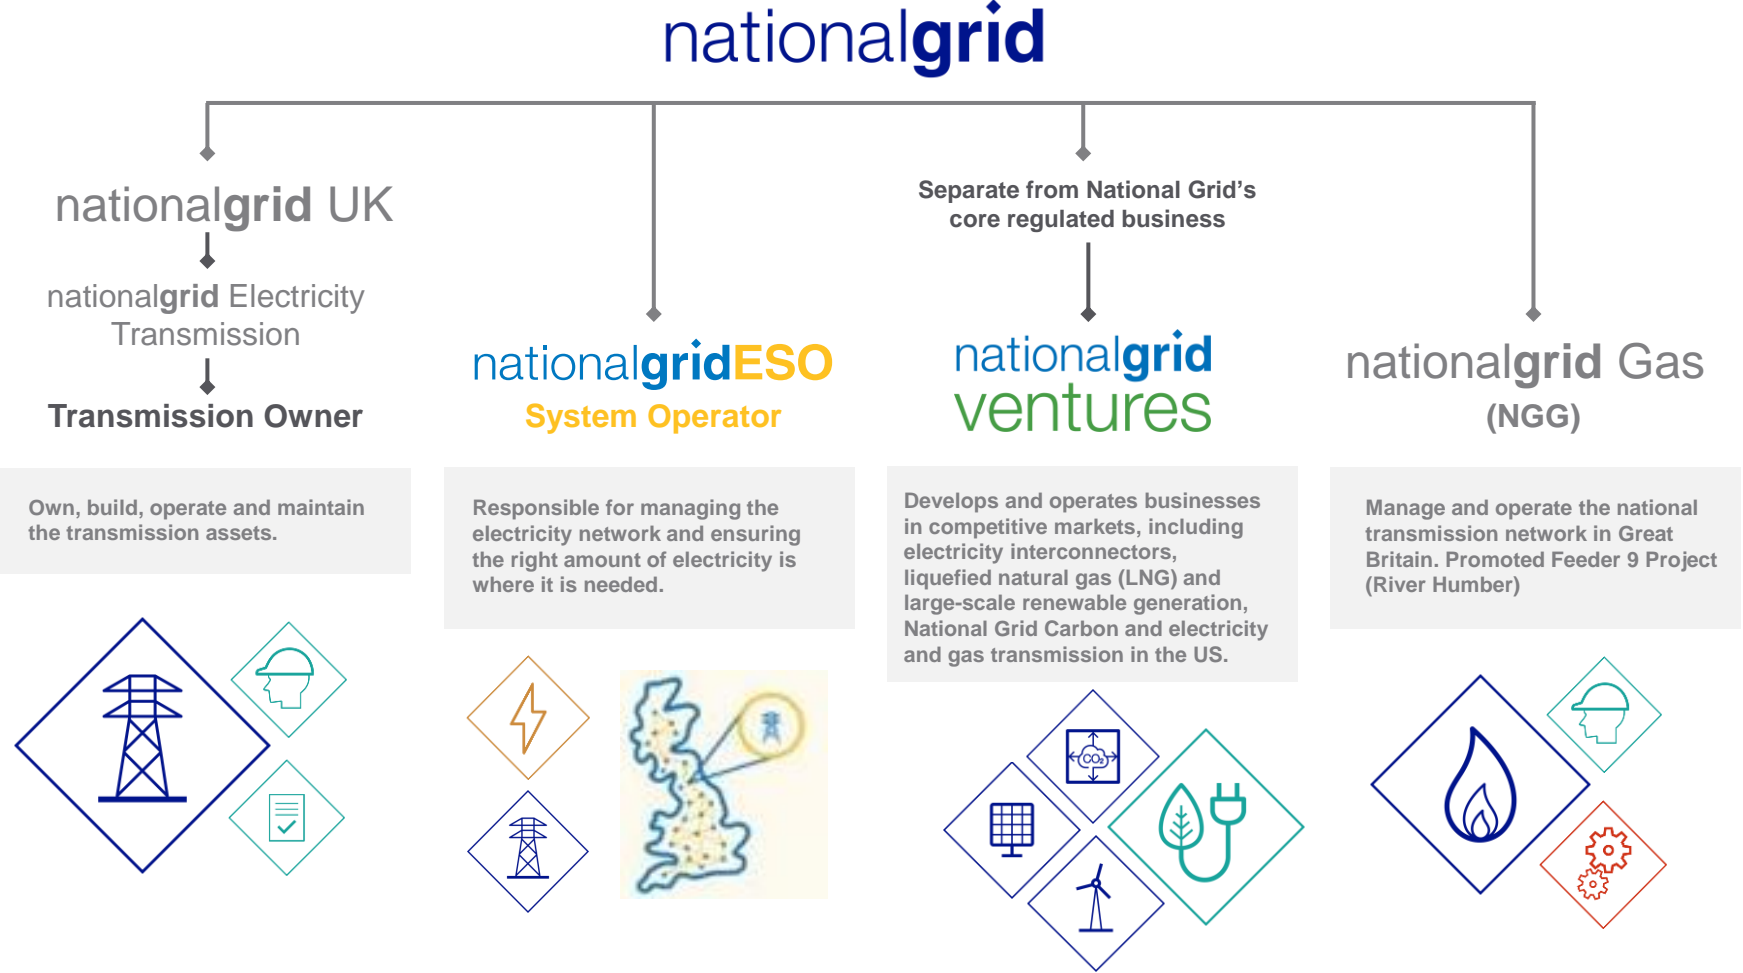 nationalgrid
nationalgrid UK
nationalgrid Electricity
Transmission
Transmission Owner
Own, build, operate and maintain
the transmission assets.
nationalgridESO
System Operator
Responsible for managing the
electricity network and ensuring
the right amount of electricity is
where it is needed.
Separate from National Grid’s
core regulated business
nationalgrid
ventures
Develops and operates businesses
in competitive markets, including
electricity interconnectors,
liquefied natural gas (LNG) and
large-scale renewable generation,
National Grid Carbon and electricity
and gas transmission in the US.
CO₂
nationalgrid Gas
(NGG)
Manage and operate the national
transmission network in Great
Britain. Promoted Feeder 9 Project
(River Humber)